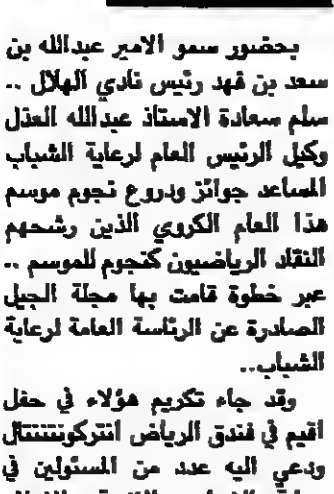 بحضور سمو الامير عبدالله بن
سعد بن فهد رئيس نادي الهلال ..
سلم سعادة الاستاذ عبدالله العذل
وكيل الرئيس العام لرعاية الشباب
المساعد جوائز ودروع نجوم موسم
هذا العام الكروي الذين رشحهم
النقاد الرياضيون كنجوم للموسم ..
عبر خطوة قامت بها مجلة الجيل
الصادرة عن الرئاسة العامة لرعاية
الشباب..
وقد جاء تكريم هؤلاء في حفل
اقيم في فندق الرياض انتركونتننتال
ودعي اليه عدد من المسئولين في